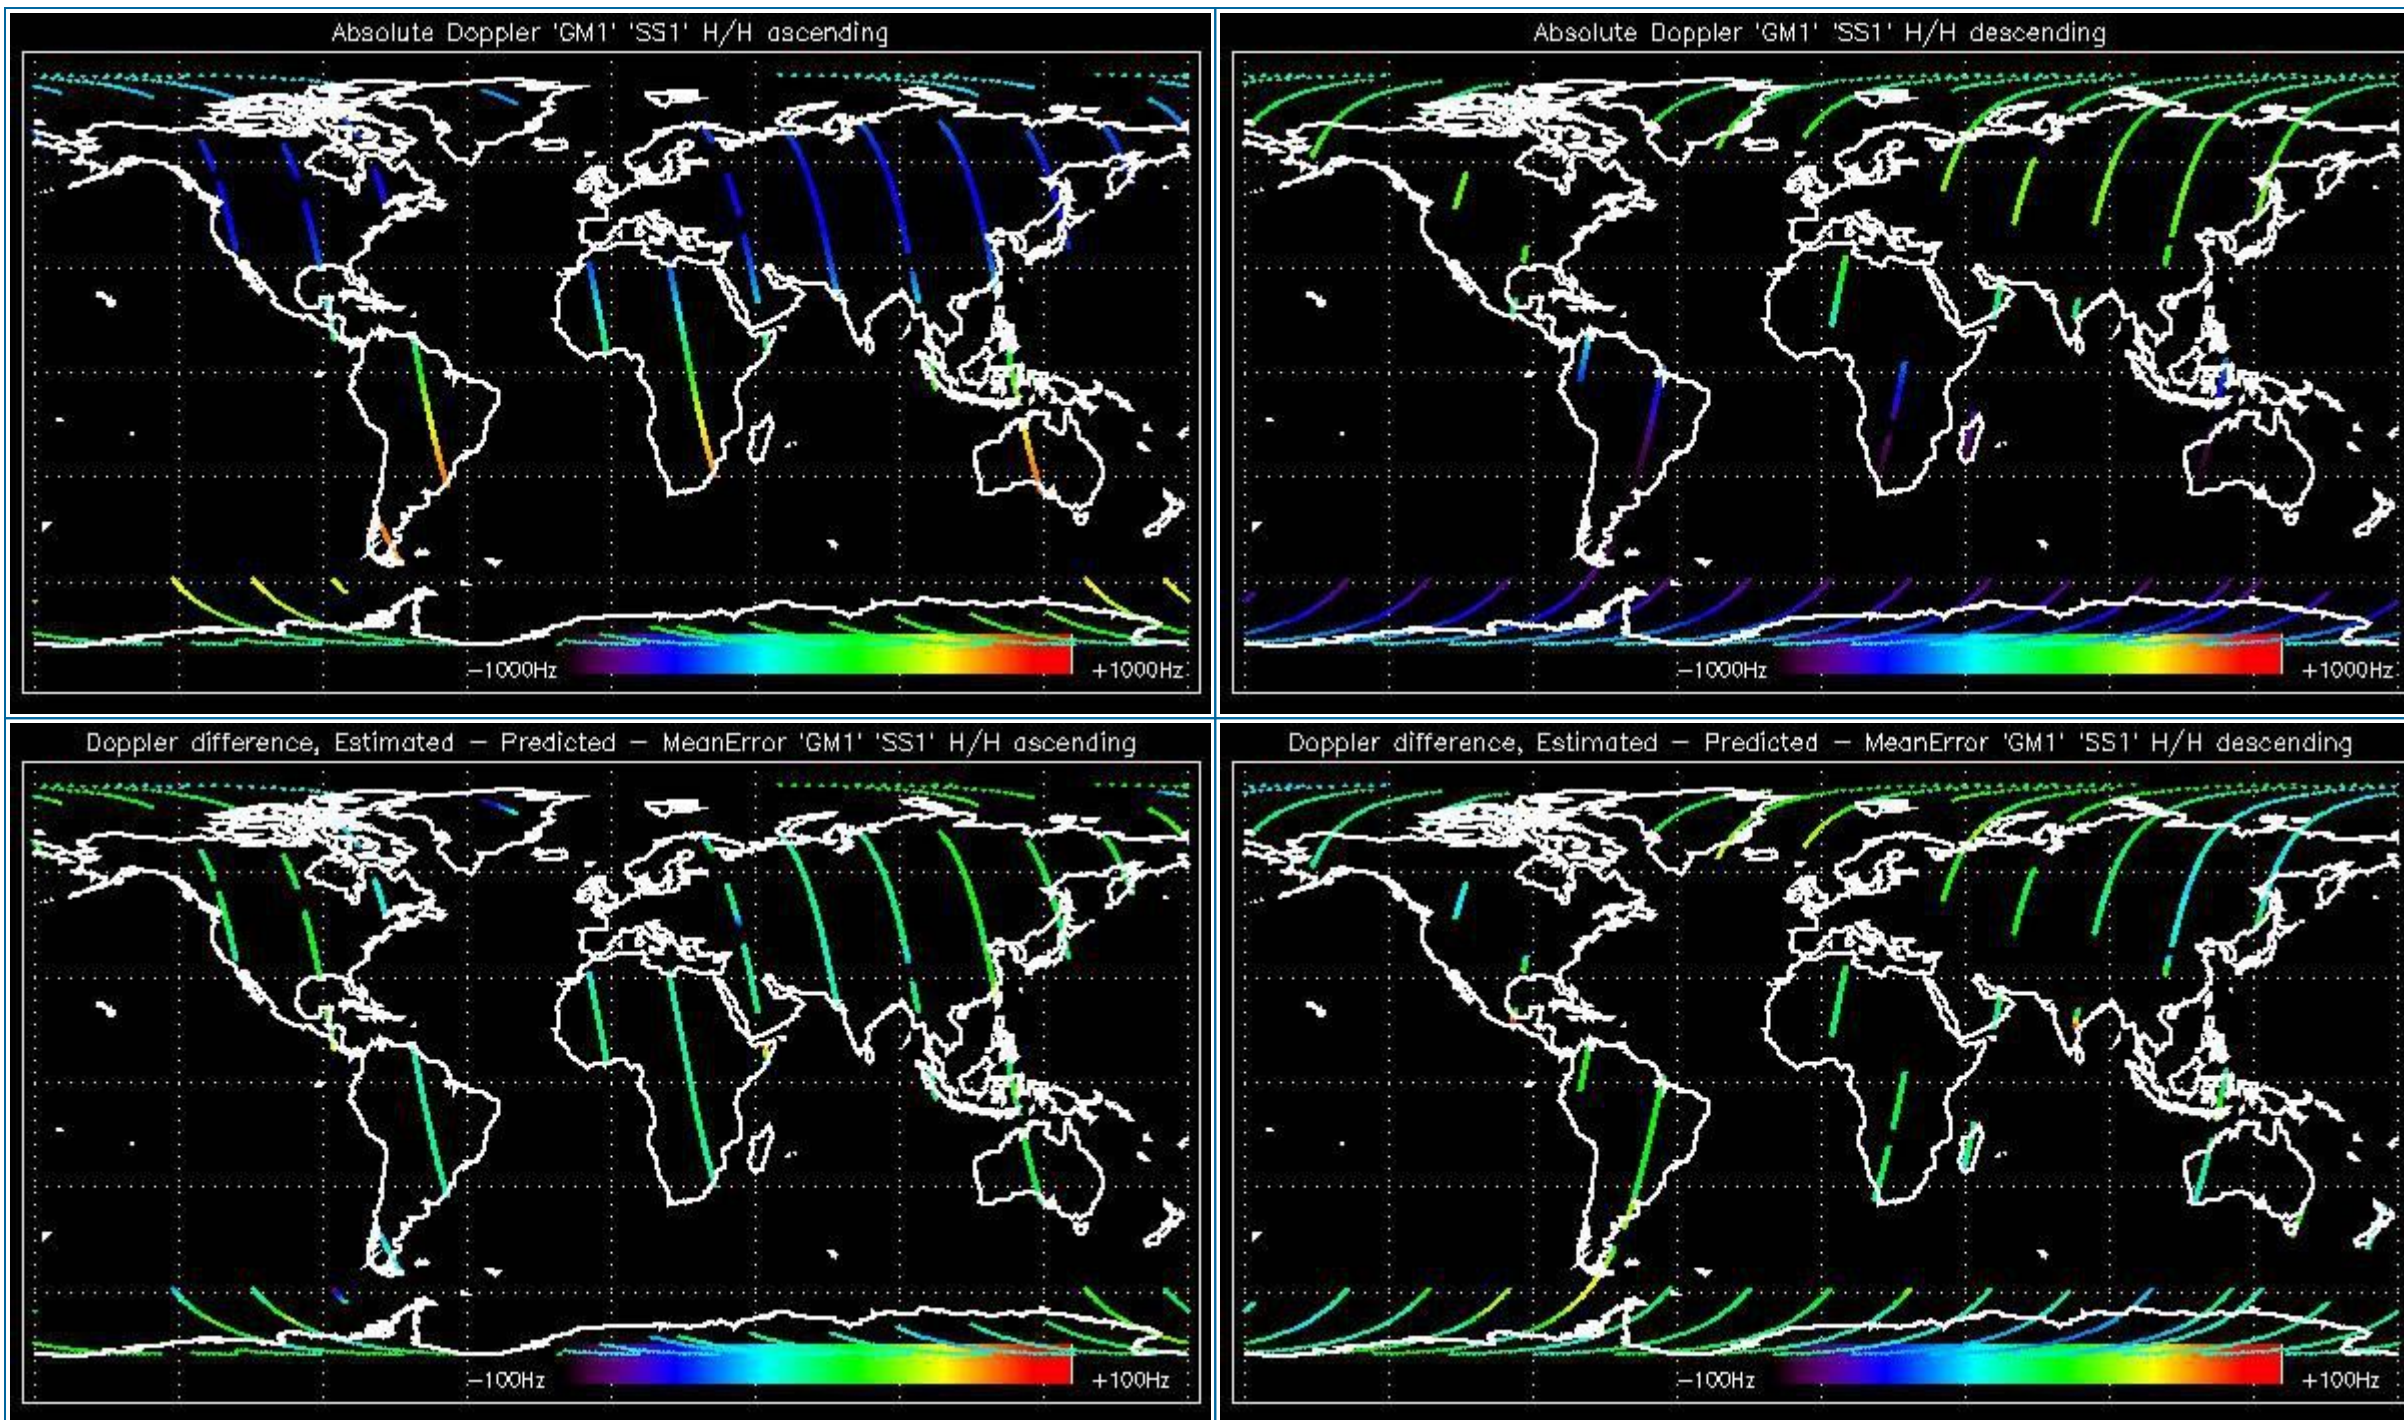 Absolute Doppler 'GM1' 'SS1' H/H ascending
-1000Hz
+1000Hz
Absolute Doppler 'GM1' 'SS1' H/H descending
-1000Hz
+1000Hz
Doppler difference, Estimated - Predicted - MeanError 'GM1' 'SS1' H/H ascending
-100Hz
+100Hz
Doppler difference, Estimated - Predicted - MeanError 'GM1' 'SS1' H/H descending
-100Hz
+100Hz